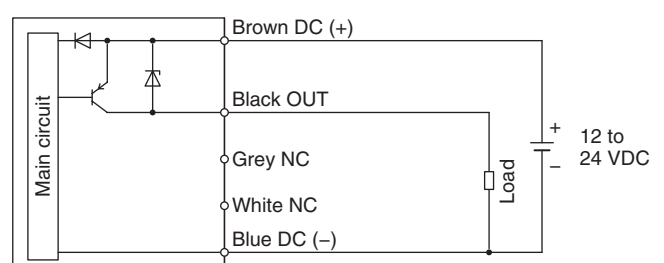 Brown DC (+)
Black OUT
Main circuit
Grey NC
White NC
Blue DC (−)
Load
+
12 to
24 VDC
−